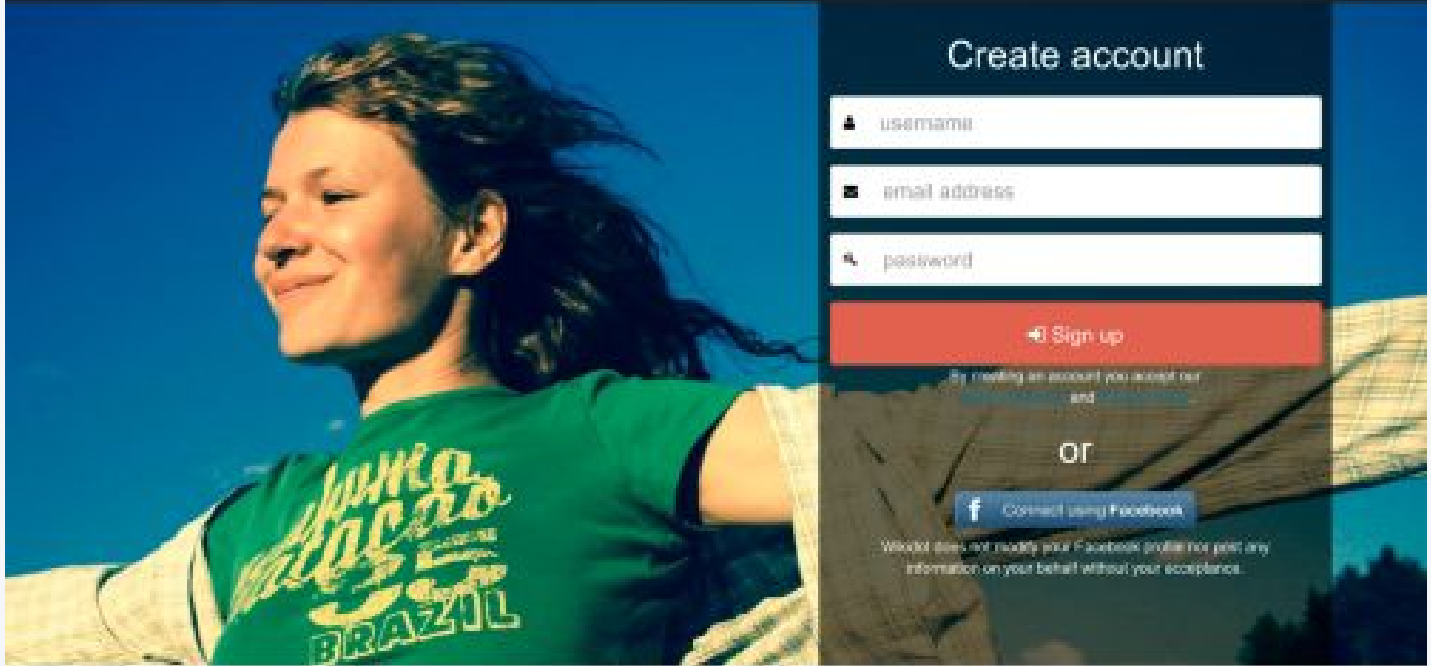 Create account
username
email address
password
Sign up
By creating an account you accept our
and
or
f Connect using Facebook
Wikidot does not modify your Facebook profile nor post any
information on your behalf without your acceptance.
BRAZIL